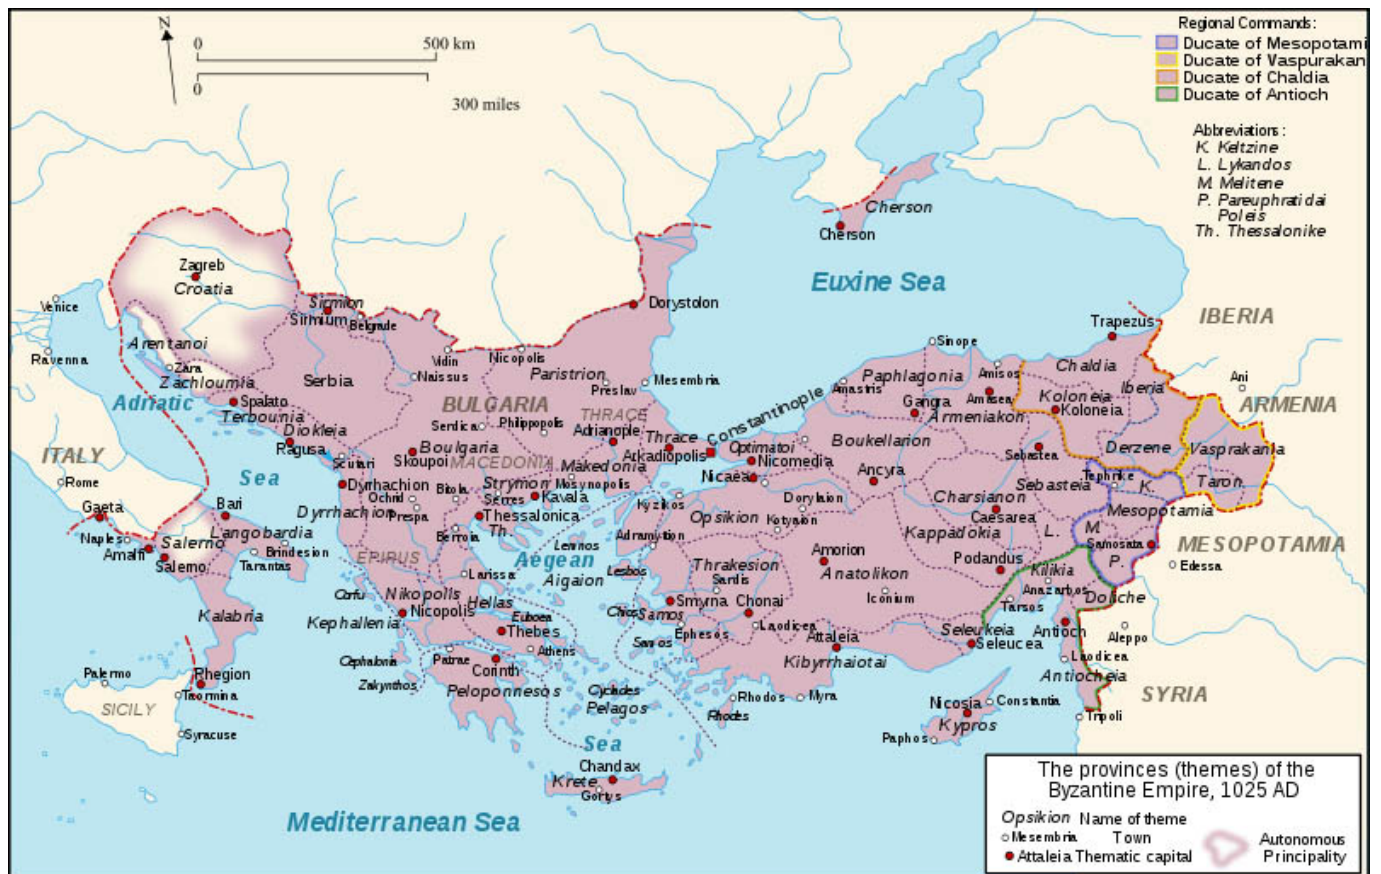 N
0
500 km
0
300 miles
Regional Commands:
Ducate of Mesopotami
Ducate of Vaspurakan
Ducate of Chaldia
Ducate of Antioch
Abbreviations:
K. Keltzine
L. Lykandos
M. Melitene
P. Pareuphratidai
Poleis
Th. Thessalonike
Cherson
Cherson
Euxine Sea
Zagreb
Croatia
Venice
Ravenna
Sirmion
Sirmium
Belgrade
Dorystolon
Arentanoi
Zara
Zachloumia
Adriatic
Spalato
Terbounia
Diokleia
Ragusa
Scutari
Serbia
Vidin
Naissus
Nicopolis
Paristrion
Preslav
Mesembria
BULGARIA
Serdica
Philippopolis
THRACE
Adrianople
Thrace
Arkadiopolis
Constantinople
Boulgaria
Skoupoi
MACEDONIA
Makedonia
Mosynopolis
Strymon
Serres
Kavala
Dyrrhachion
Ochrid
Bitola
Prespa
Dyrrhachion
Thessalonica
Th.
Berroia
EPIRUS
Larissa
Lemnos
Aegean
Aigaion
Corfu
Nikopolis
Nicopolis
Hellas
Euboea
Kephallenia
Thebes
Athens
Cephalonia
Patrae
Corinth
Zakynthos
Peloponnesos
Cyclades
Pelagos
Sea
Chandax
Krete
Gortys
Mediterranean Sea
ITALY
Rome
Sea
Gaeta
Naples
Amalfi
Salerno
Salerno
Bari
Langobardia
Brindesion
Tarantas
Kalabria
Rhegion
Palermo
Taormina
SICILY
Syracuse
Sinope
Amastris
Paphlagonia
Gangra
Amisos
Amasea
Armeniakon
Trapezus
Chaldia
Iberia
Koloneia
Koloneia
Derzene
IBERIA
Ani
ARMENIA
Vasprakania
Taron
Optimatoi
Nicomedia
Nicaea
Boukellarion
Ancyra
Sebastea
Sebasteia
Tephrike
K.
Mesopotamia
Kyzikos
Opsikion
Dorylaion
Kotyaion
Charsianon
Caesarea
Kappadokia
L.
M.
Samosata
P.
MESOPOTAMIA
Edessa
Adramyttion
Lesbos
Thrakesion
Sardis
Amorion
Anatolikon
Podandus
Kilikia
Anazarbos
Doliche
Tarsos
Iconium
Chios
Samos
Smyrna
Chonai
Laodicea
Ephesos
Samos
Attaleia
Kibyrrhaiotai
Seleukeia
Seleucea
Antioch
Aleppo
Laodicea
Antiocheia
SYRIA
Tripoli
Rhodos
Rhodes
Myra
Nicosia
Constantia
Kypros
Paphos
The provinces (themes) of the
Byzantine Empire, 1025 AD
Opsikion Name of theme
Mesembria Town
Attaleia Thematic capital
Autonomous
Principality